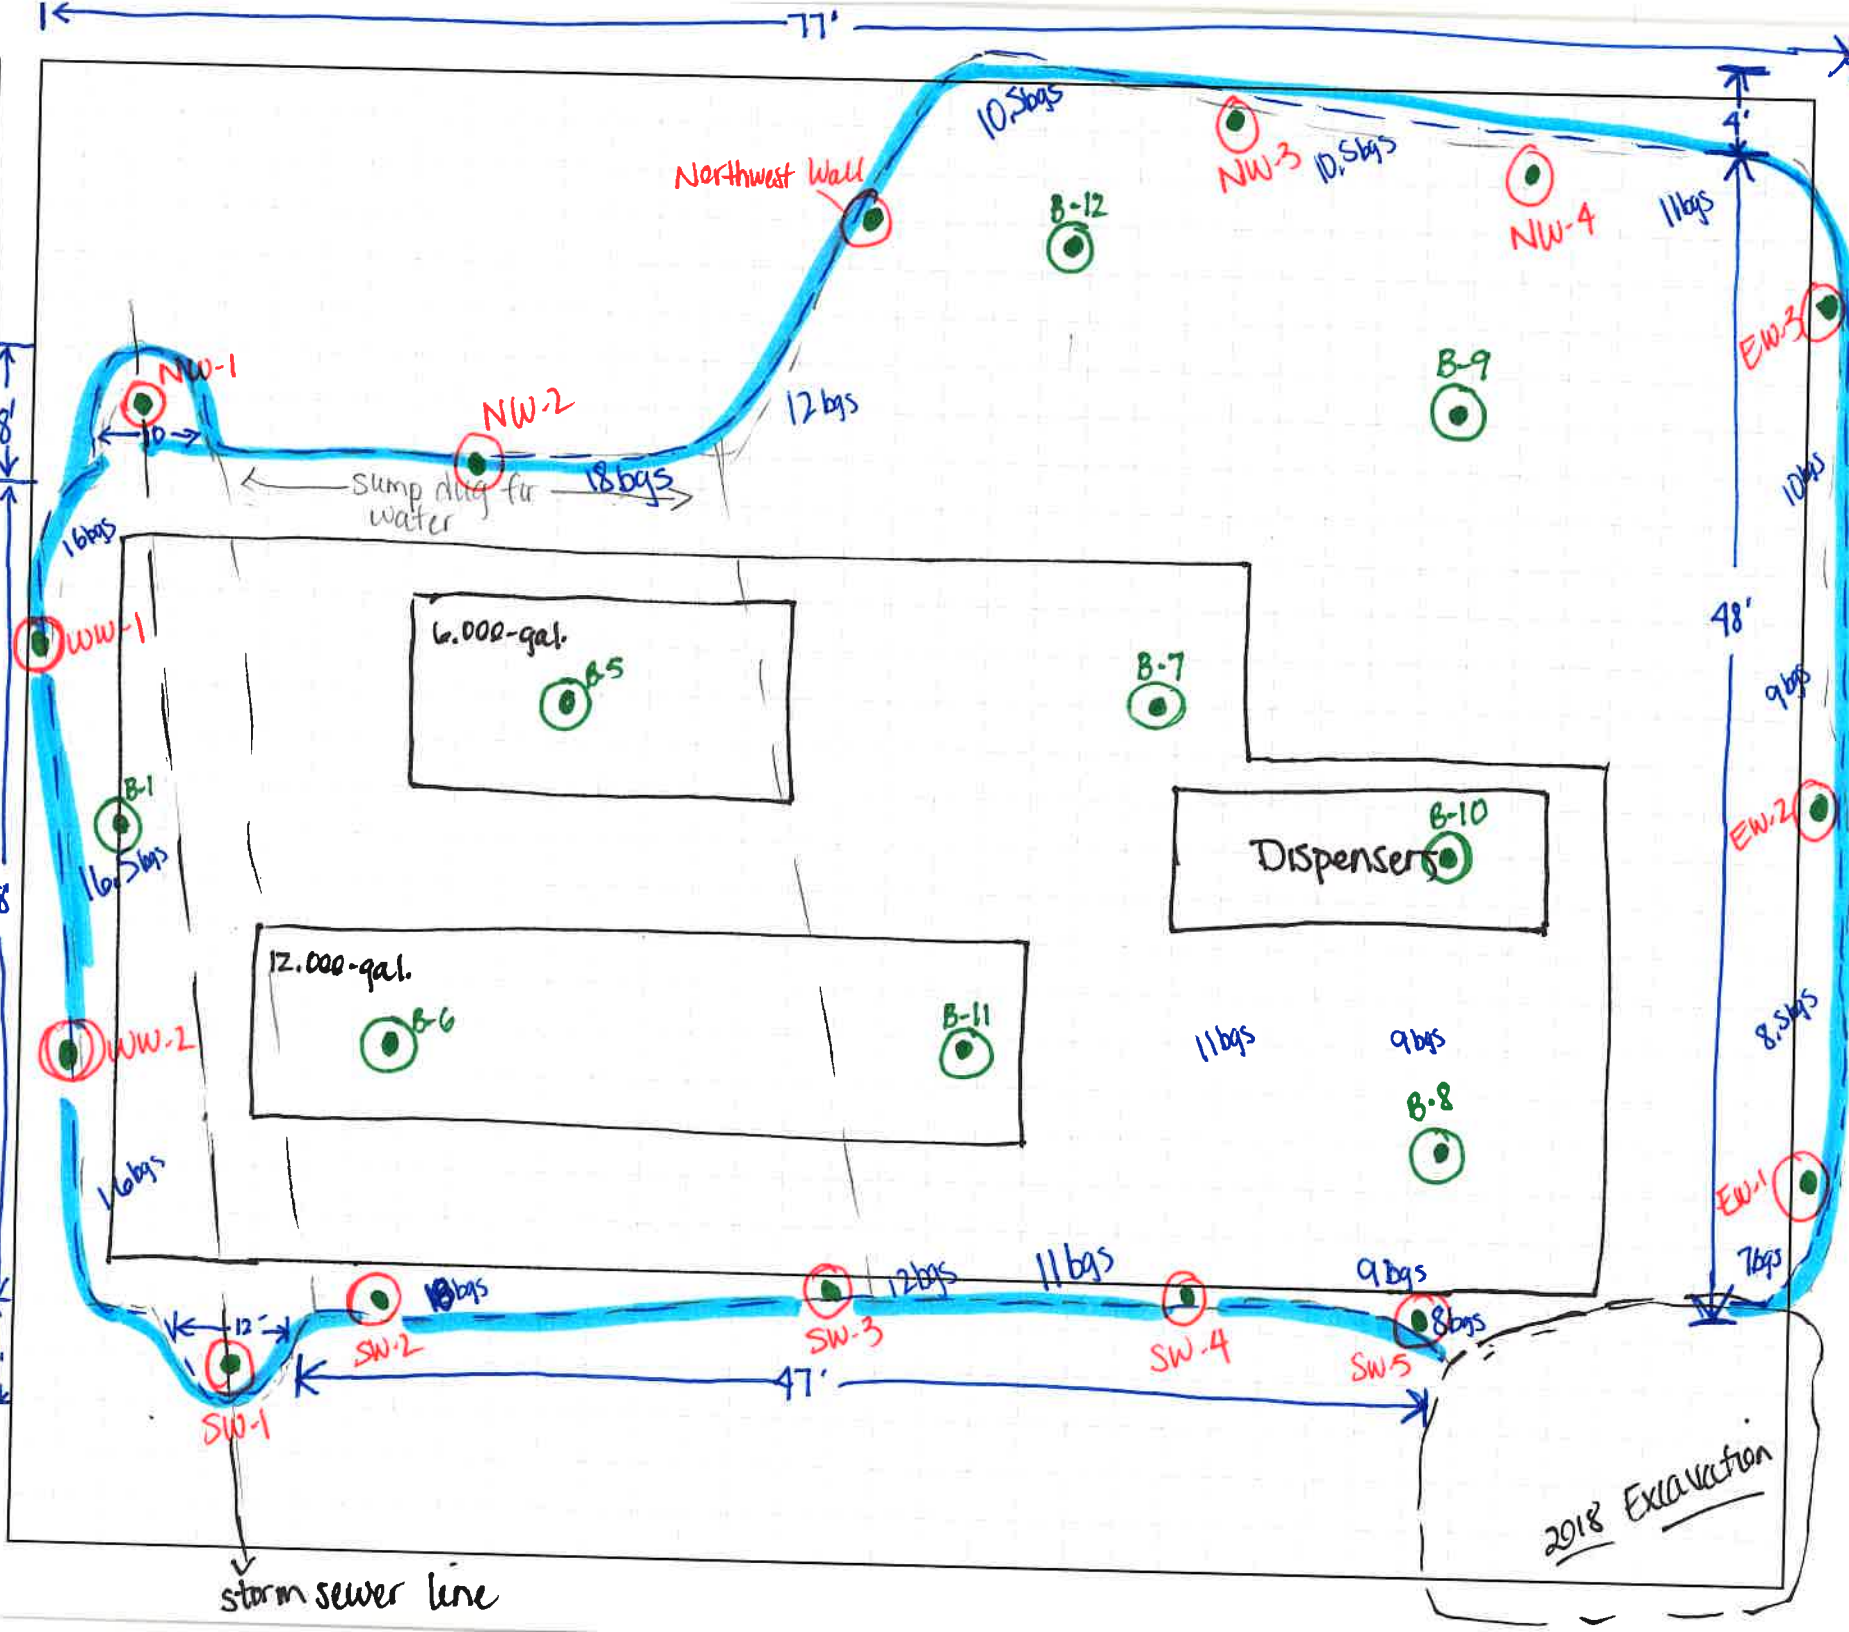 77'
10.5bgs
4'
Northwest Wall
NW-3
10.5bgs
NW-4
11bgs
B-12
EW-3
NW-1
8'
10
NW-2
12bgs
B-9
18bgs
sump dug for
water
10bgs
16bgs
48'
WW-1
6.000-gal.
B-5
B-7
9bgs
B-1
16.5bgs
B-10
Dispensers
EW-2
8'
12.000-gal.
B-6
B-11
WW-2
11bgs
9bgs
8.5bgs
B-8
16bgs
EW-1
7bgs
12bgs
11bgs
9bgs
12'
SW-2
SW-3
SW-4
SW-5
8bgs
47'
SW-1
2018 Excavation
storm sewer line